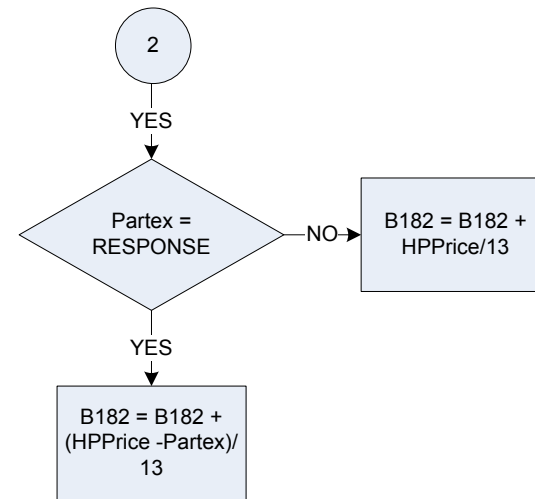 2
YES
Partex =
RESPONSE
NO
B182 = B182 +
HPPrice/13
YES
B182 = B182 +
(HPPrice -Partex)/
13